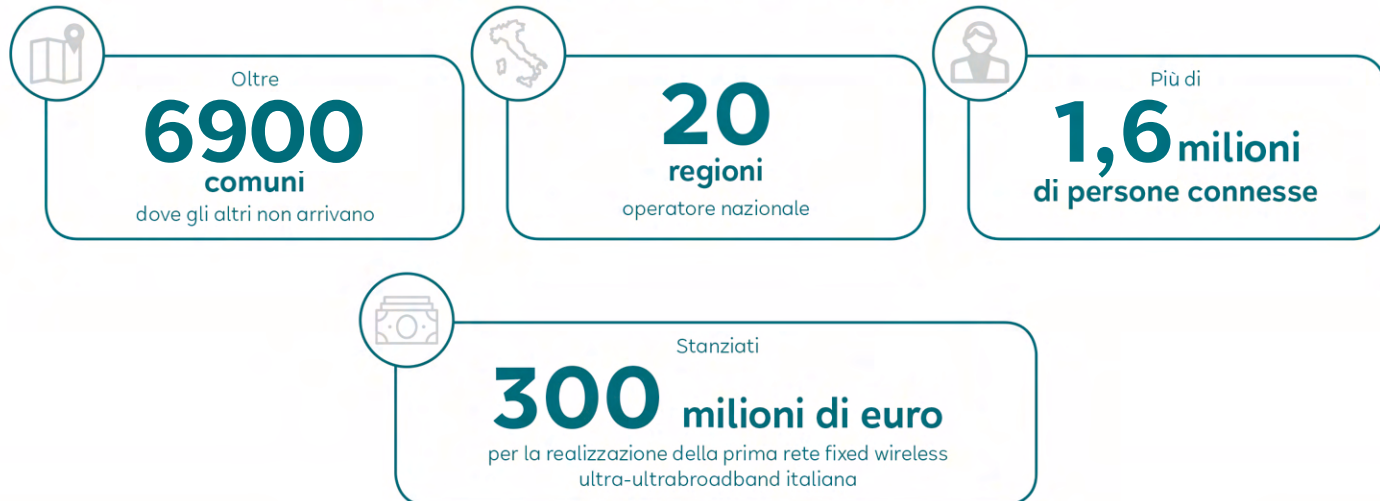 Oltre
6900
comuni
dove gli altri non arrivano
20
regioni
operatore nazionale
Più di
1,6 milioni
di persone connesse
Stanziati
300 milioni di euro
per la realizzazione della prima rete fixed wireless
ultra-ultrabroadband italiana